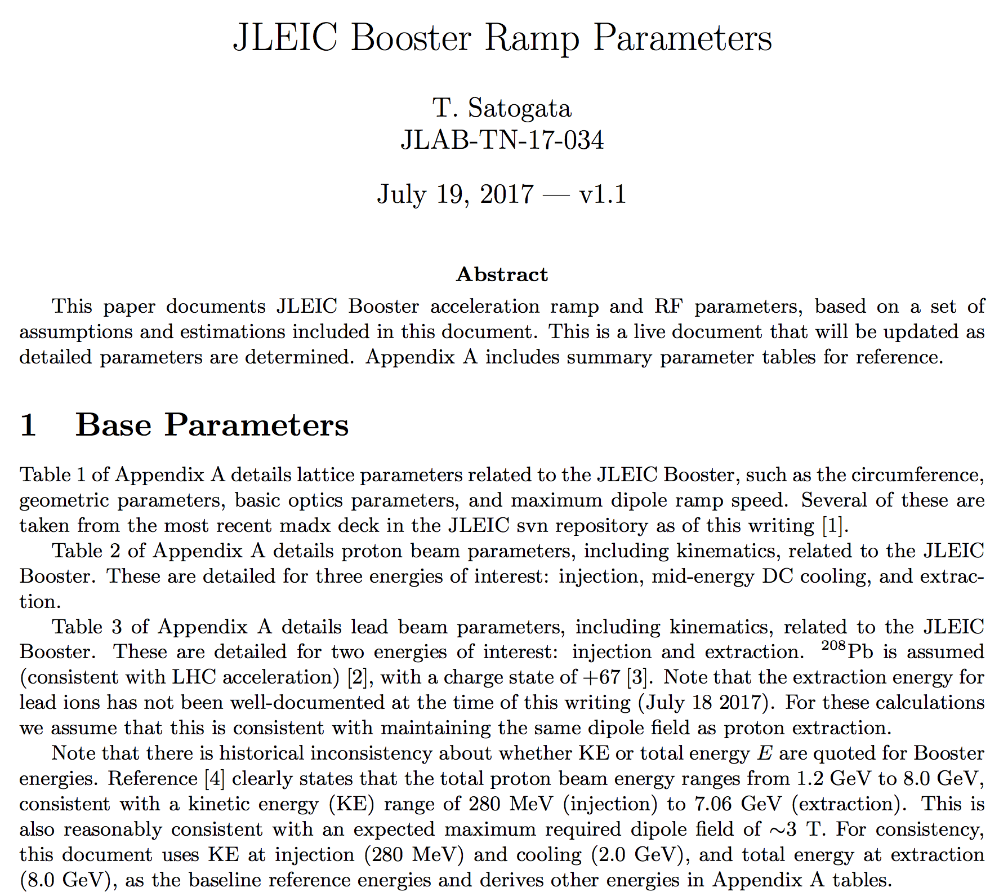 JLEIC Booster Ramp Parameters
T. Satogata
JLAB-TN-17-034
July 19, 2017 — v1.1
Abstract
This paper documents JLEIC Booster acceleration ramp and RF parameters, based on a set of
assumptions and estimations included in this document. This is a live document that will be updated as
detailed parameters are determined. Appendix A includes summary parameter tables for reference.
1 Base Parameters
Table 1 of Appendix A details lattice parameters related to the JLEIC Booster, such as the circumference,
geometric parameters, basic optics parameters, and maximum dipole ramp speed. Several of these are
taken from the most recent madx deck in the JLEIC svn repository as of this writing [1].
Table 2 of Appendix A details proton beam parameters, including kinematics, related to the JLEIC
Booster. These are detailed for three energies of interest: injection, mid-energy DC cooling, and extrac-
tion.
Table 3 of Appendix A details lead beam parameters, including kinematics, related to the JLEIC
Booster. These are detailed for two energies of interest: injection and extraction. ²⁰⁸Pb is assumed
(consistent with LHC acceleration) [2], with a charge state of +67 [3]. Note that the extraction energy for
lead ions has not been well-documented at the time of this writing (July 18 2017). For these calculations
we assume that this is consistent with maintaining the same dipole field as proton extraction.
Note that there is historical inconsistency about whether KE or total energy E are quoted for Booster
energies. Reference [4] clearly states that the total proton beam energy ranges from 1.2 GeV to 8.0 GeV,
consistent with a kinetic energy (KE) range of 280 MeV (injection) to 7.06 GeV (extraction). This is
also reasonably consistent with an expected maximum required dipole field of ∼3 T. For consistency,
this document uses KE at injection (280 MeV) and cooling (2.0 GeV), and total energy at extraction
(8.0 GeV), as the baseline reference energies and derives other energies in Appendix A tables.